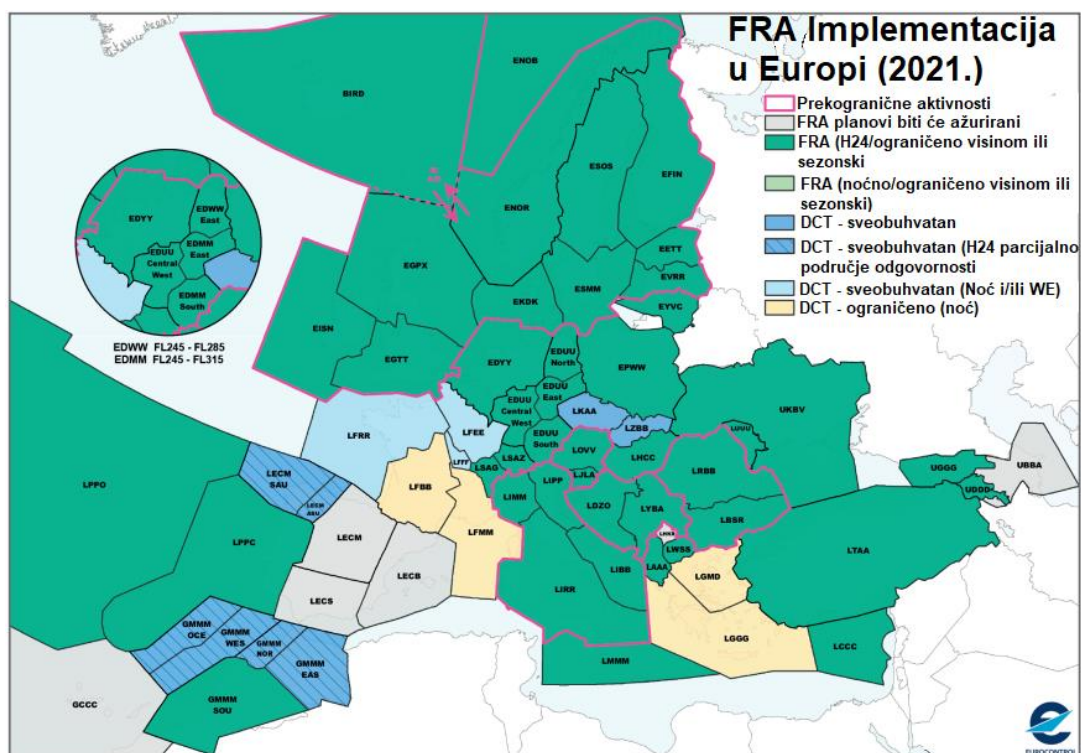 FRA Implementacija
u Europi (2021.)
Prekogranične aktivnosti
FRA planovi biti će ažurirani
FRA (H24/ograničeno visinom ili
sezonski
FRA (noćno/ograničeno visinom ili
sezonski)
DCT - sveobuhvatan
DCT - sveobuhvatan (H24 parcijalno
područje odgovornosti
DCT - sveobuhvatan (Noć i/ili WE)
DCT - ograničeno (noć)
ENOB
BIRD
ESOS
EFIN
ENOR
EETT
EVRR
EYVC
ESMM
EKDK
EGPX
EISN
EGTT
EDYY
EDWW
East
EDMM
East
EDUU
Central
West
EDMM
South
EDWW FL245 - FL285
EDMM FL245 - FL315
EDYY
EDUU
North
EDUU
East
EDUU
Central
West
EDUU
South
EPWW
LKAA
LZBB
UKBV
LUUU
LFRR
LFEE
LFFF
LSAG
LSAZ
LOVV
LHCC
LRBB
LJLA
LIPP
LIMM
LDZO
LYBA
LBSR
LWSS
LAAA
LFBB
LFMM
LPPO
LPPC
LECM
SAU
LECM
LECS
LECB
LIRR
LIBB
LGMD
LGGG
LMMM
LCCC
LTAA
UGGG
UDDD
UBBA
GMMM
OCE
GMMM
WES
GMMM
NOR
GMMM
EAS
GMMM
SOU
GCCC
EUROCONTROL